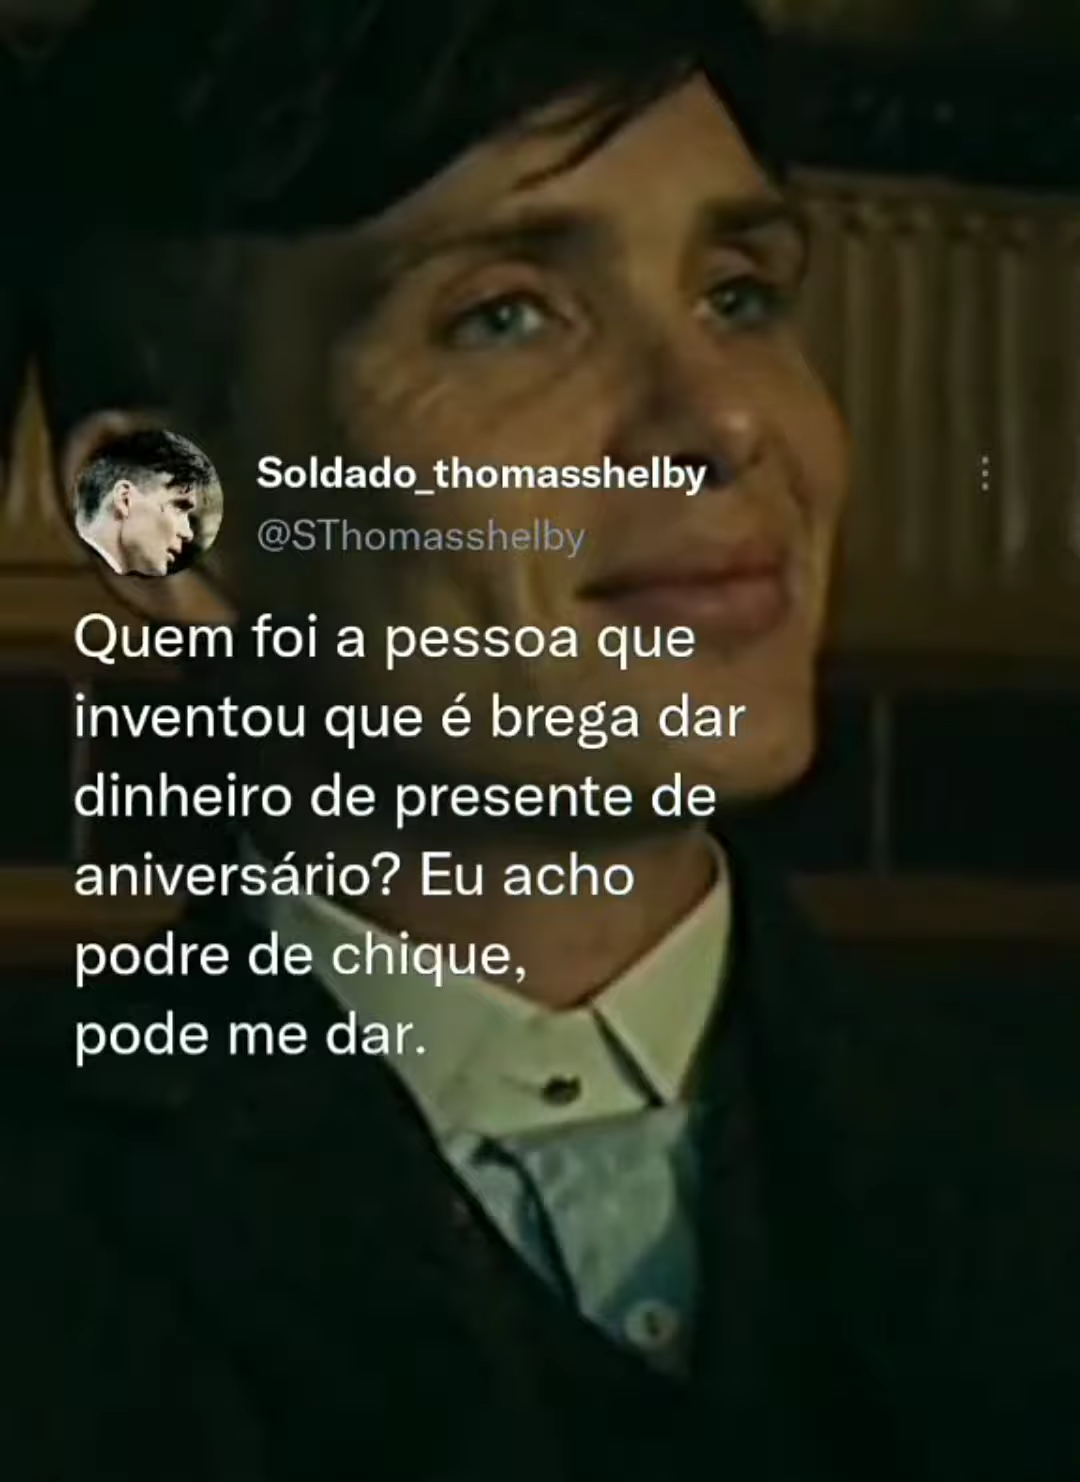 Soldado_thomasshelby
@SThomasshelby
Quem foi a pessoa que
inventou que é brega dar
dinheiro de presente de
aniversário? Eu acho
podre de chique,
pode me dar.